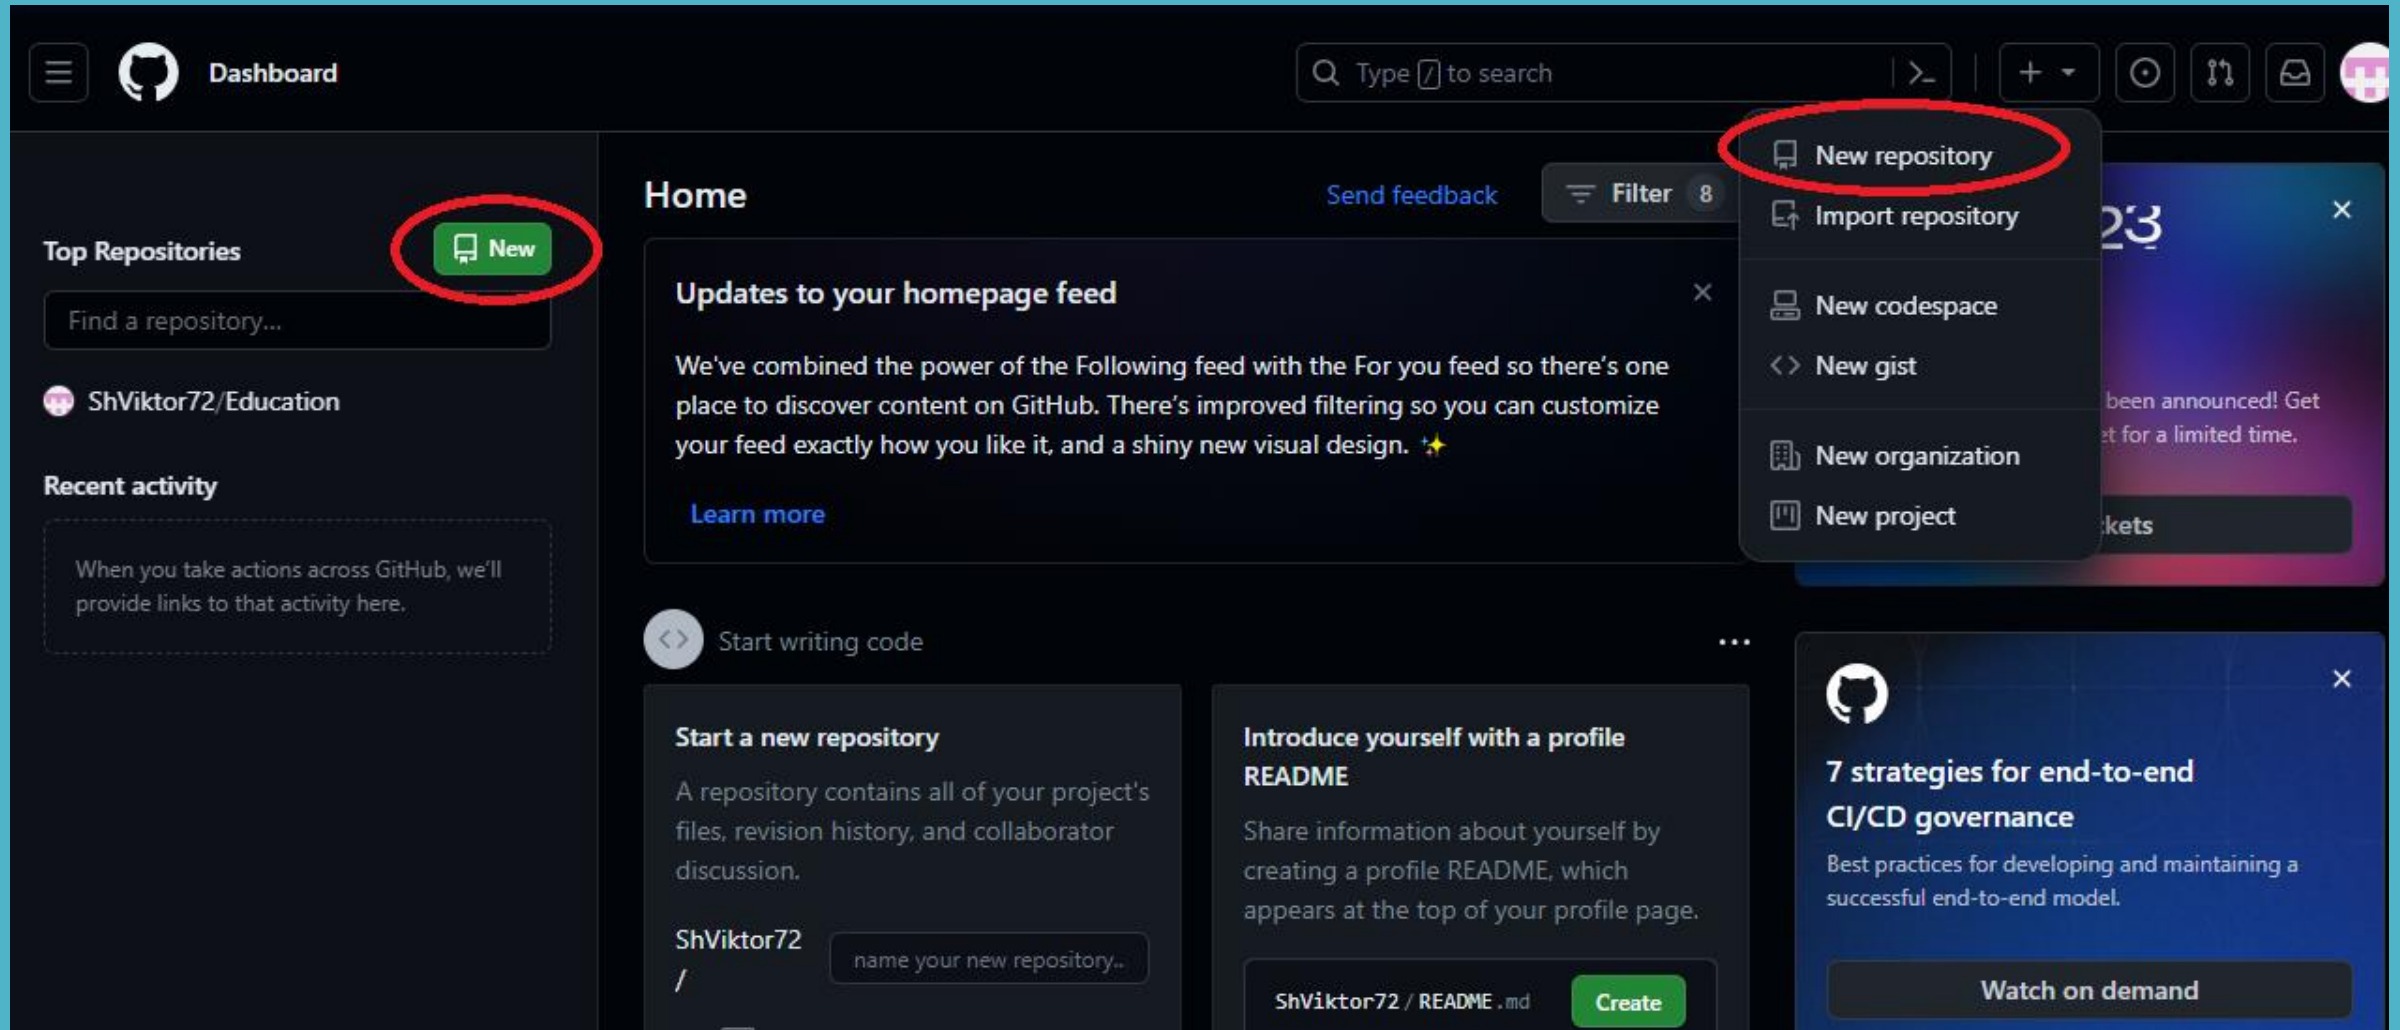 Dashboard
Type / to search
New repository
Import repository
New codespace
New gist
New organization
New project
Top Repositories
New
Find a repository...
ShViktor72/Education
Recent activity
When you take actions across GitHub, we'll
provide links to that activity here.
Home
Send feedback
Filter 8
Updates to your homepage feed
We've combined the power of the Following feed with the For you feed so there's one
place to discover content on GitHub. There's improved filtering so you can customize
your feed exactly how you like it, and a shiny new visual design. ✨
Learn more
Start writing code
Start a new repository
A repository contains all of your project's
files, revision history, and collaborator
discussion.
ShViktor72
/
name your new repository..
Introduce yourself with a profile
README
Share information about yourself by
creating a profile README, which
appears at the top of your profile page.
ShViktor72 / README.md
Create
23
been announced! Get
for a limited time.
7 strategies for end-to-end
CI/CD governance
Best practices for developing and maintaining a
successful end-to-end model.
Watch on demand